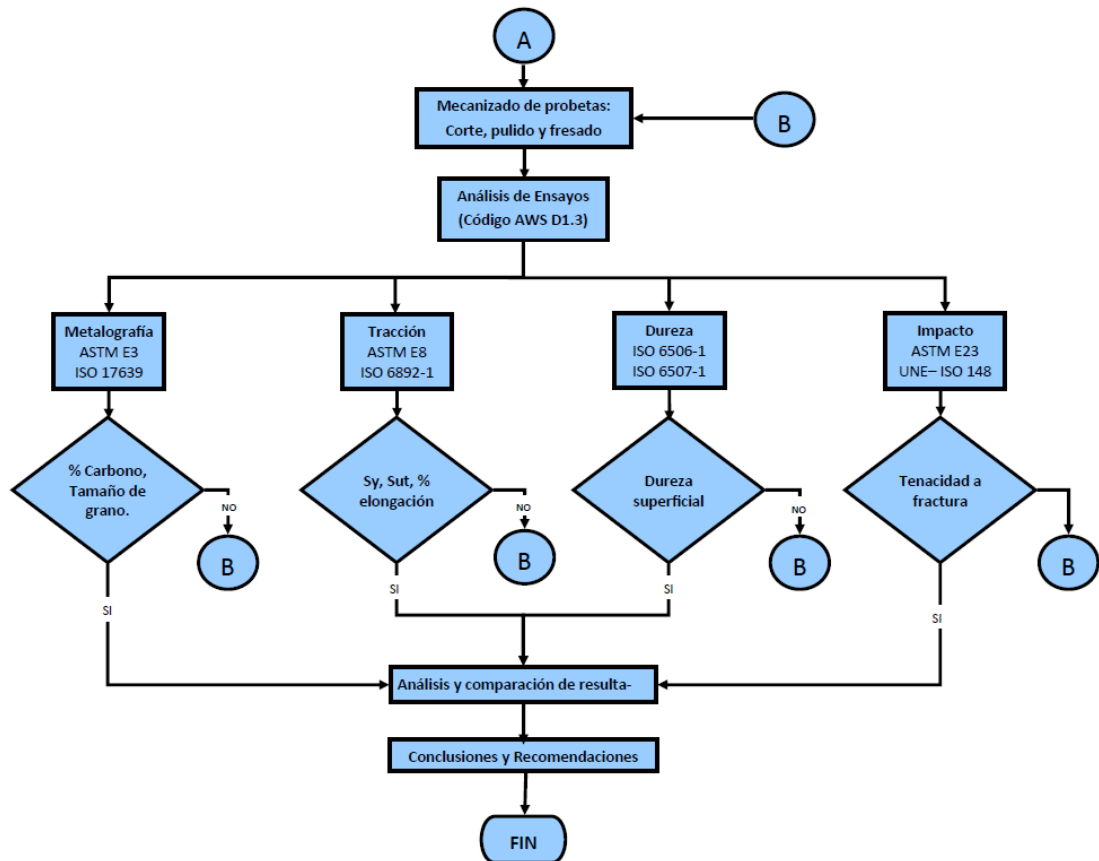 A
Mecanizado de probetas:
Corte, pulido y fresado
B
Análisis de Ensayos
(Código AWS D1.3)
Metalografía
ASTM E3
ISO 17639
Tracción
ASTM E8
ISO 6892-1
Dureza
ISO 6506-1
ISO 6507-1
Impacto
ASTM E23
UNE– ISO 148
% Carbono,
Tamaño de
grano.
NO
B
Sy, Sut, %
elongación
NO
B
Dureza
superficial
NO
B
Tenacidad a
fractura
B
SI
SI
SI
SI
Análisis y comparación de resulta-
Conclusiones y Recomendaciones
FIN